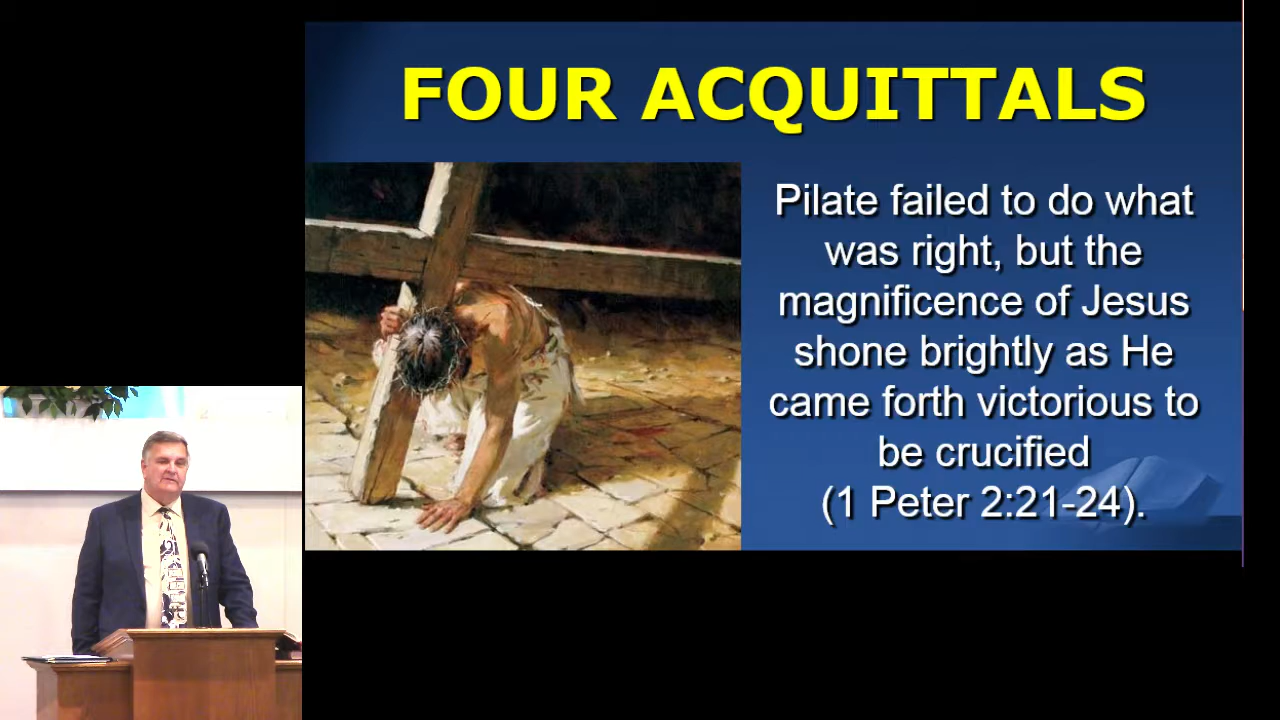 FOUR ACQUITTALS
Pilate failed to do what
was right, but the
magnificence of Jesus
shone brightly as He
came forth victorious to
be crucified
(1 Peter 2:21-24).